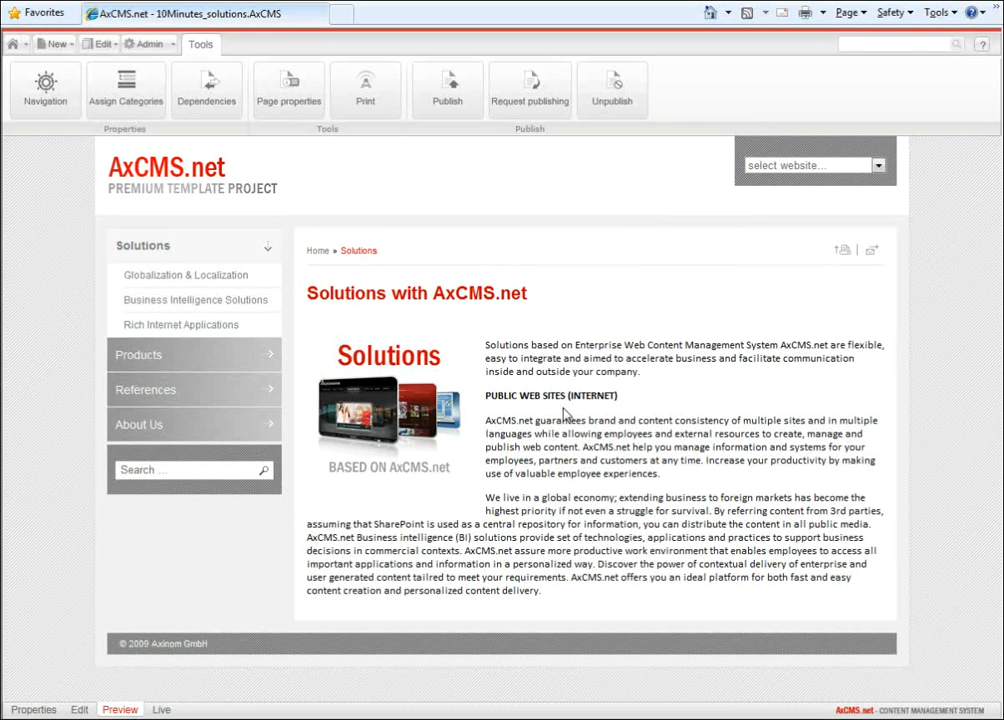 Favorites AxCMS.net - 10Minutes_solutions.AxCMS Page Safety Tools
New Edit Admin Tools
Navigation Assign Categories Dependencies Page properties Print Publish Request publishing Unpublish
Properties Tools Publish
AxCMS.net
PREMIUM TEMPLATE PROJECT
select website...
Solutions
Globalization & Localization
Business Intelligence Solutions
Rich Internet Applications
Products
References
About Us
Search ...
Home » Solutions
Solutions with AxCMS.net
Solutions
BASED ON AxCMS.net
Solutions based on Enterprise Web Content Management System AxCMS.net are flexible,
easy to integrate and aimed to accelerate business and facilitate communication
inside and outside your company.
PUBLIC WEB SITES (INTERNET)
AxCMS.net guarantees brand and content consistency of multiple sites and in multiple
languages while allowing employees and external resources to create, manage and
publish web content. AxCMS.net help you manage information and systems for your
employees, partners and customers at any time. Increase your productivity by making
use of valuable employee experiences.
We live in a global economy; extending business to foreign markets has become the
highest priority if not even a struggle for survival. By referring content from 3rd parties,
assuming that SharePoint is used as a central repository for information, you can distribute the content in all public media.
AxCMS.net Business intelligence (BI) solutions provide set of technologies, applications and practices to support business
decisions in commercial contexts. AxCMS.net assure more productive work environment that enables employees to access all
important applications and information in a personalized way. Discover the power of contextual delivery of enterprise and
user generated content tailred to meet your requirements. AxCMS.net offers you an ideal platform for both fast and easy
content creation and personalized content delivery.
© 2009 Axinom GmbH
Properties Edit Preview Live
AxCMS.net - CONTENT MANAGEMENT SYSTEM